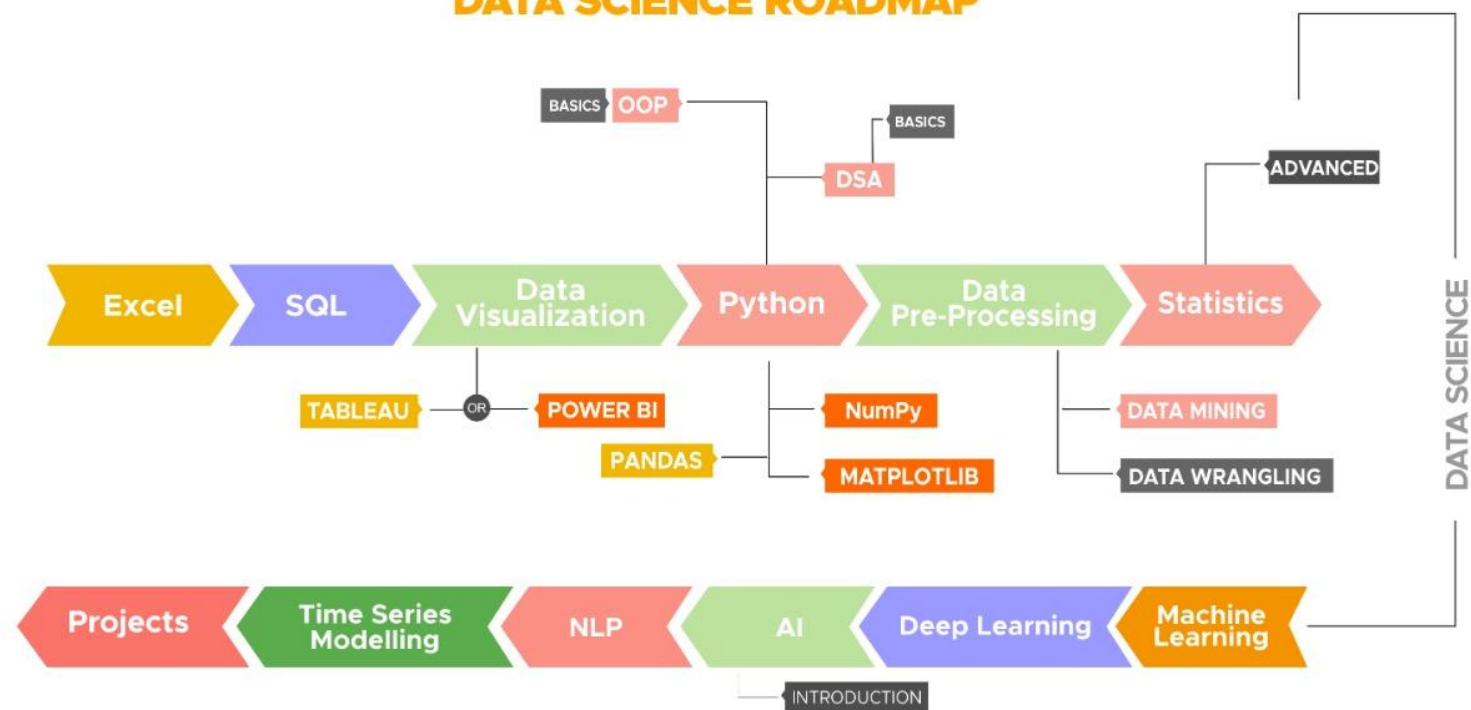 DATA SCIENCE ROADMAP
BASICS
OOP
BASICS
DSA
ADVANCED
Excel
SQL
Data
Visualization
Python
Data
Pre-Processing
Statistics
TABLEAU
OR
POWER BI
NumPy
PANDAS
MATPLOTLIB
DATA MINING
DATA WRANGLING
DATA SCIENCE
Projects
Time Series
Modelling
NLP
AI
Deep Learning
Machine
Learning
INTRODUCTION